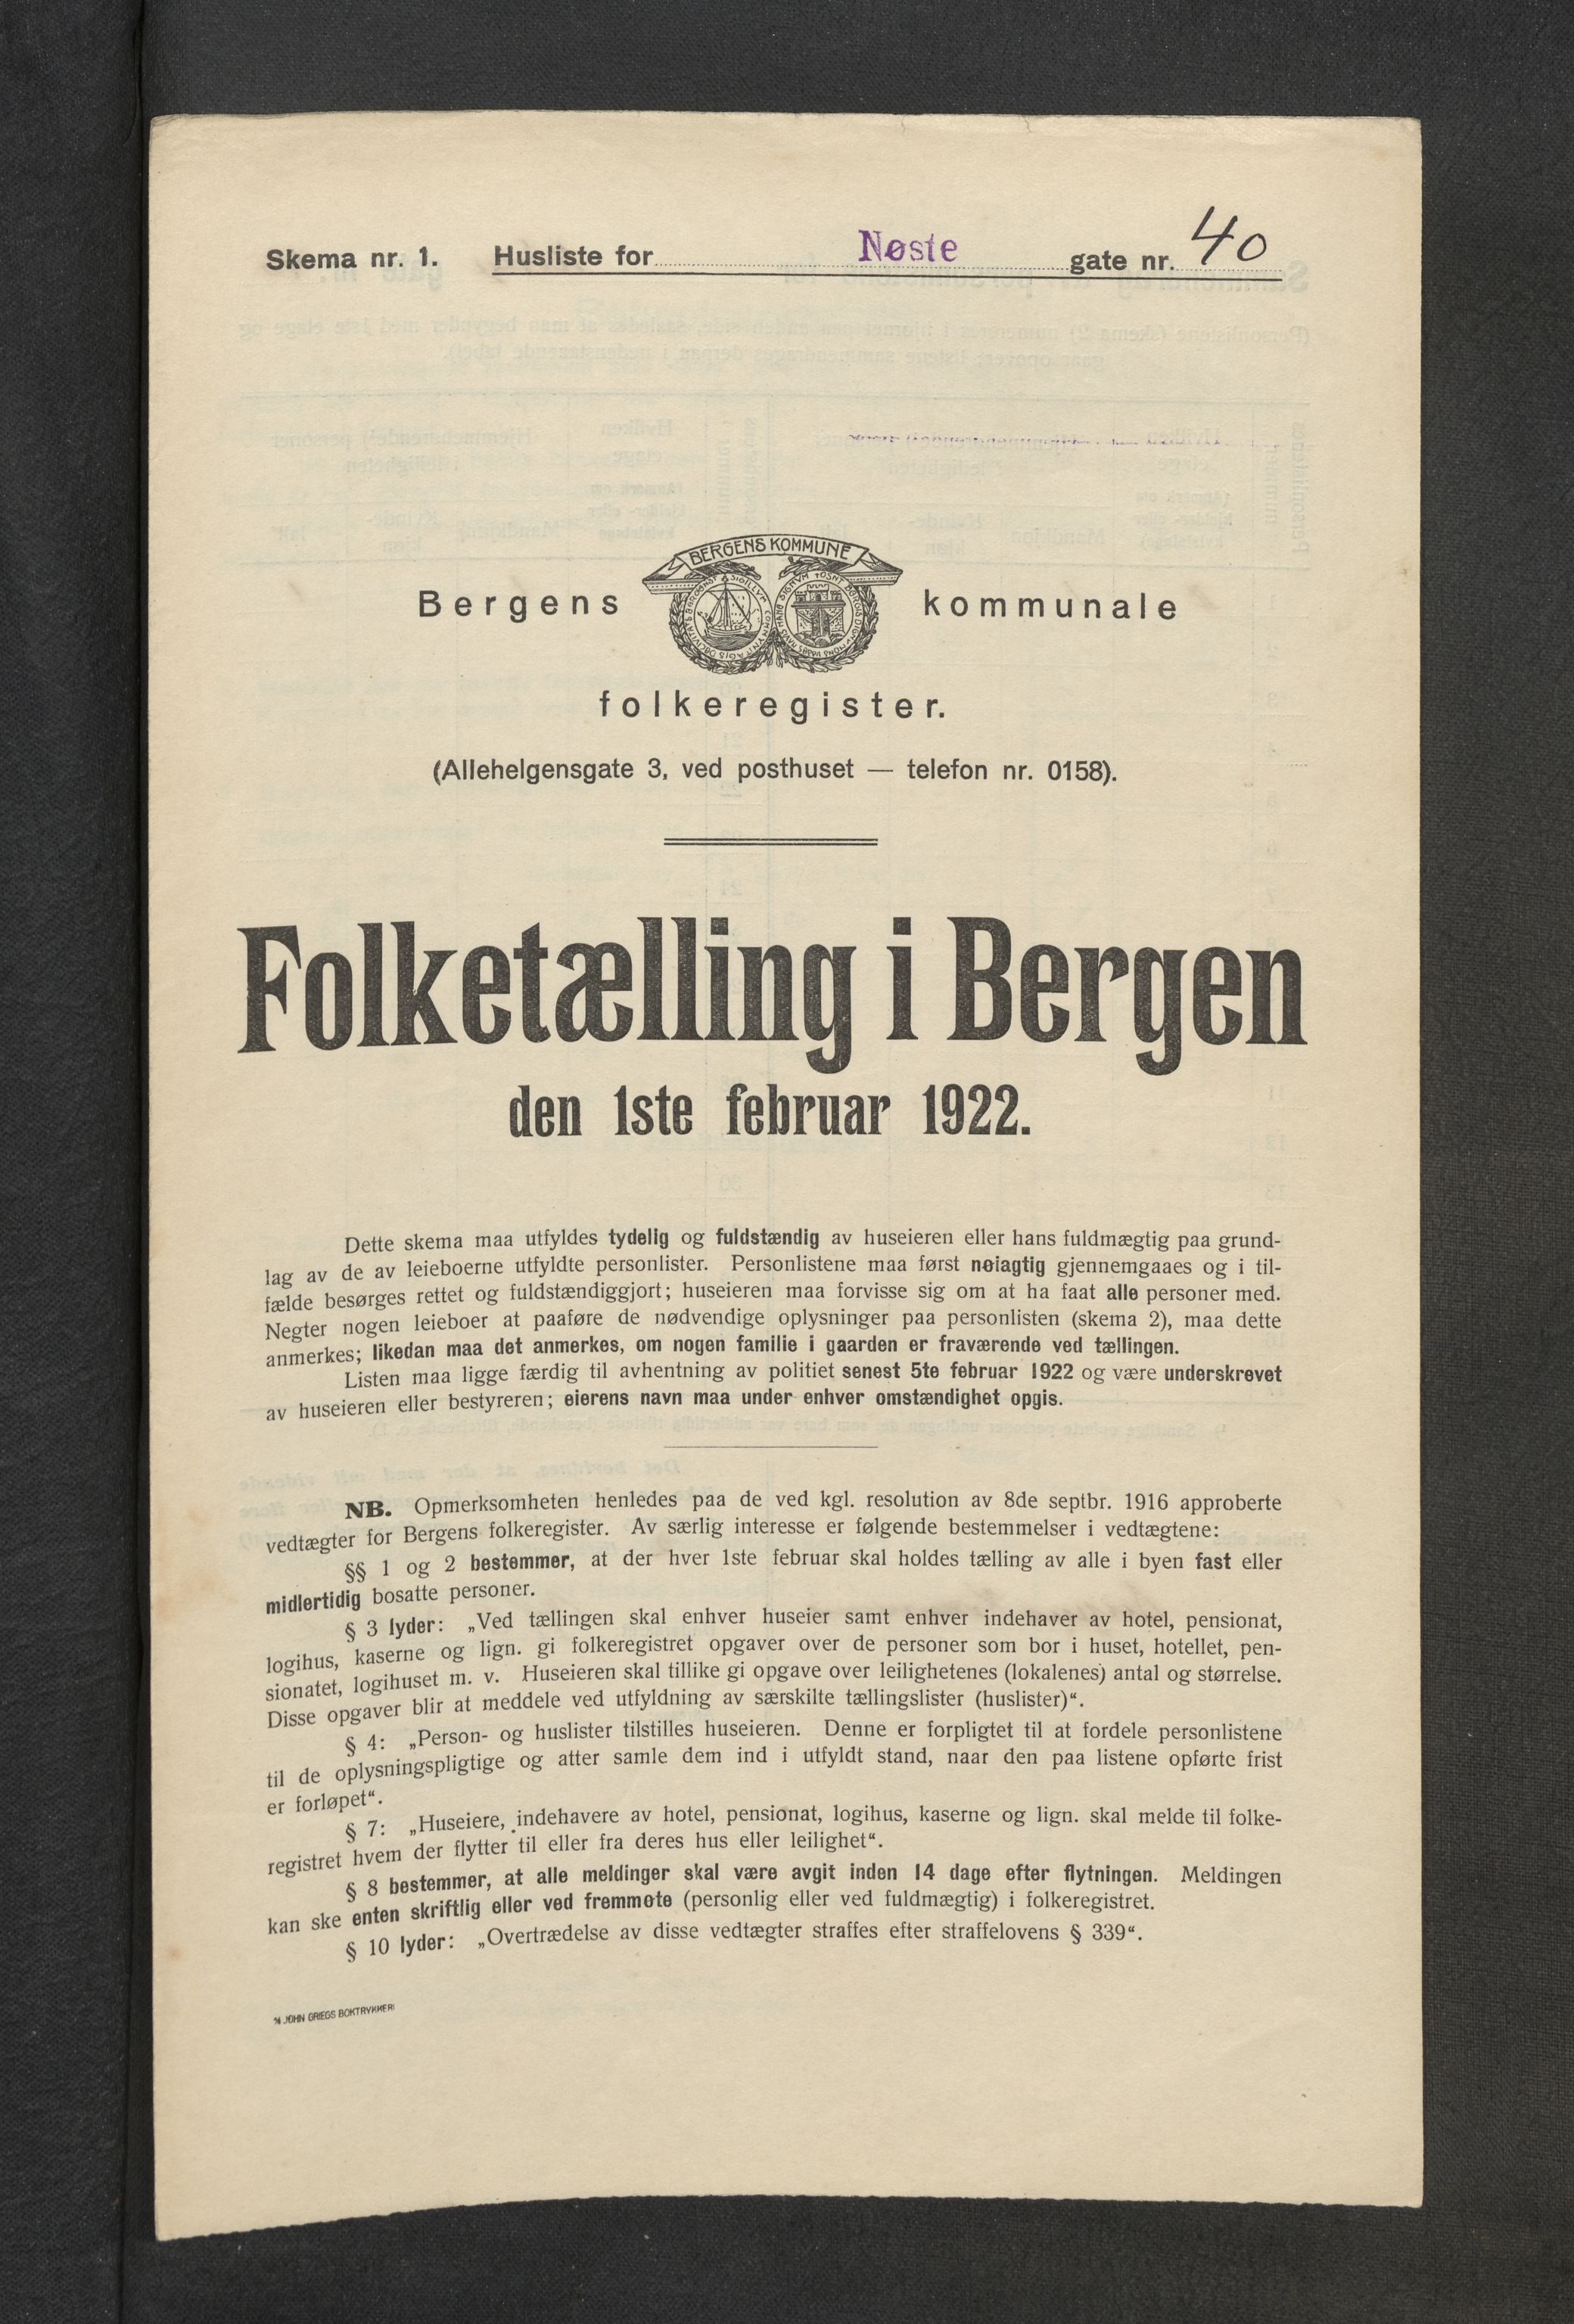 Skema nr. 1. Husliste for Nøste gate nr. 40
BERGENS KOMMUNE
Bergens kommunale
folkeregister.
(Allehelgensgate 3, ved posthuset — telefon nr. 0158).
Folketælling i Bergen
den 1ste februar 1922.
Dette skema maa utfyldes tydelig og fuldstændig av huseieren eller hans fuldmægtig paa grund-
lag av de av leieboerne utfyldte personlister. Personlistene maa først nøiagtig gjennemgaaes og i til-
fælde besørges rettet og fuldstændiggjort; huseieren maa forvisse sig om at ha faat alle personer med.
Negter nogen leieboer at paaføre de nødvendige oplysninger paa personlisten (skema 2), maa dette
anmerkes; likedan maa det anmerkes, om nogen familie i gaarden er fraværende ved tællingen.
Listen maa ligge færdig til avhentning av politiet senest 5te februar 1922 og være underskrevet
av huseieren eller bestyreren; eierens navn maa under enhver omstændighet opgis.
NB. Opmerksomheten henledes paa de ved kgl. resolution av 8de septbr. 1916 approberte
vedtægter for Bergens folkeregister. Av særlig interesse er følgende bestemmelser i vedtægtene:
§§ 1 og 2 bestemmer, at der hver 1ste februar skal holdes tælling av alle i byen fast eller
midlertidig bosatte personer.
§ 3 lyder: „Ved tællingen skal enhver huseier samt enhver indehaver av hotel, pensionat,
logihus, kaserne og lign. gi folkeregistret opgaver over de personer som bor i huset, hotellet, pen-
sionatet, logihuset m. v. Huseieren skal tillike gi opgave over leilighetenes (lokalenes) antal og størrelse.
Disse opgaver blir at meddele ved utfyldning av særskilte tællingslister (huslister)“.
§ 4: „Person- og huslister tilstilles huseieren. Denne er forpligtet til at fordele personlistene
til de oplysningspligtige og atter samle dem ind i utfyldt stand, naar den paa listene opførte frist
er forløpet“.
§ 7: „Huseiere, indehavere av hotel, pensionat, logihus, kaserne og lign. skal melde til folke-
registret hvem der flytter til eller fra deres hus eller leilighet“.
§ 8 bestemmer, at alle meldinger skal være avgit inden 14 dage efter flytningen. Meldingen
kan ske enten skriftlig eller ved fremmøte (personlig eller ved fuldmægtig) i folkeregistret.
§ 10 lyder: „Overtrædelse av disse vedtægter straffes efter straffelovens § 339“.
JOHN GRIEGS BOKTRYKKERI